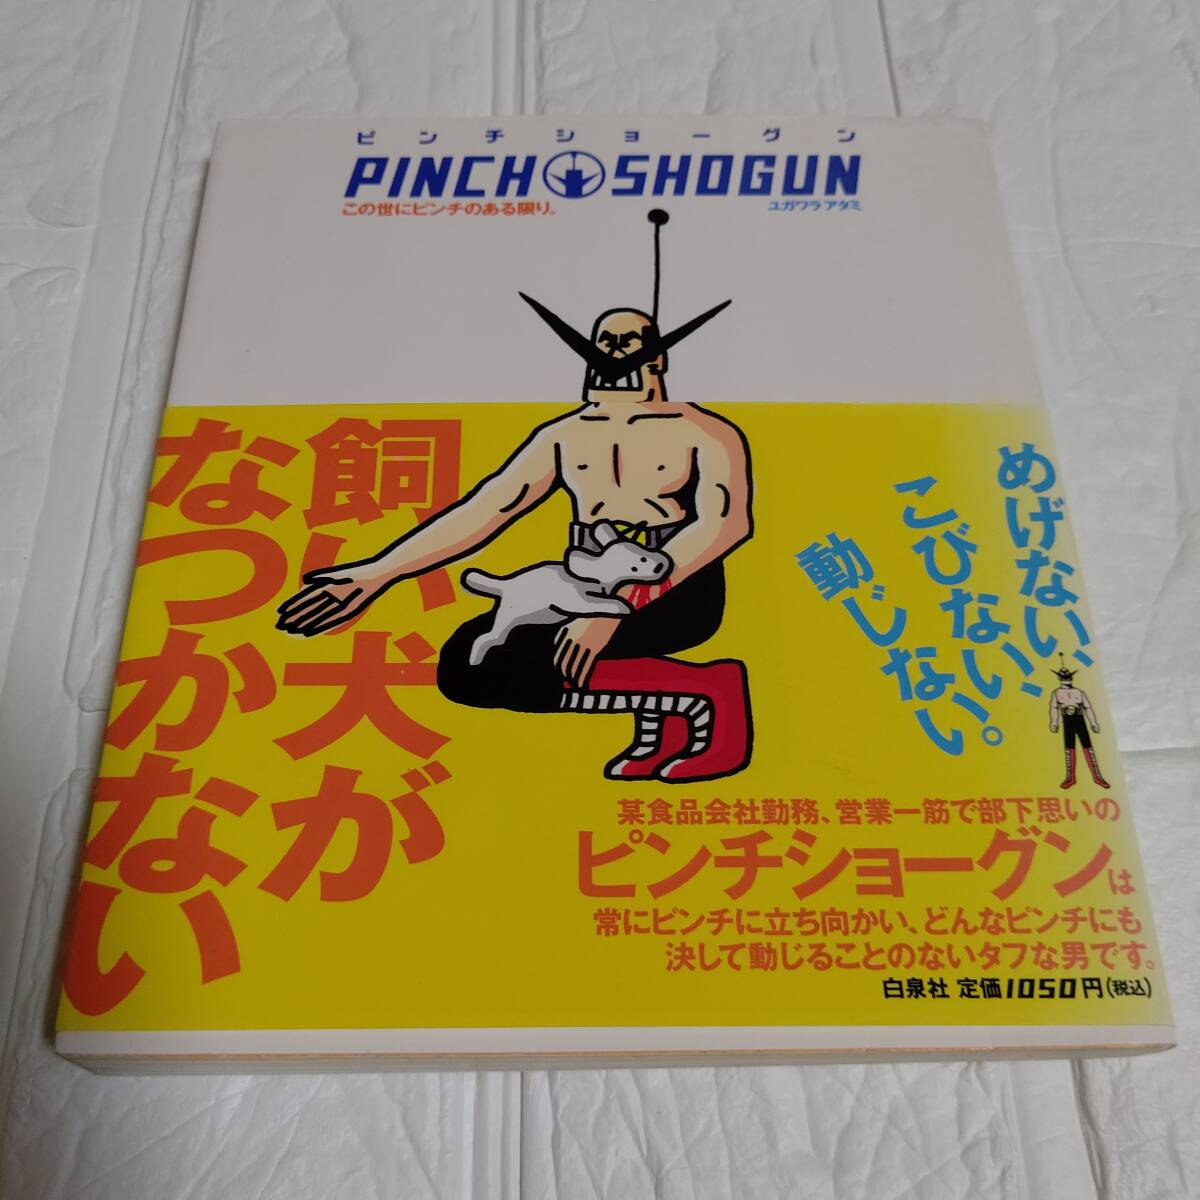 ピンチショーグン
PINCH SHOGUN
この世にピンチのある限り。
ユガワラアタミ
飼い犬が
なつかない
めげない、
こびない、
動じない。
某食品会社勤務、営業一筋で部下思いの
ピンチショーグンは
常にピンチに立ち向かい、どんなピンチにも
決して動じることのないタフな男です。
白泉社 定価1050円(税込)